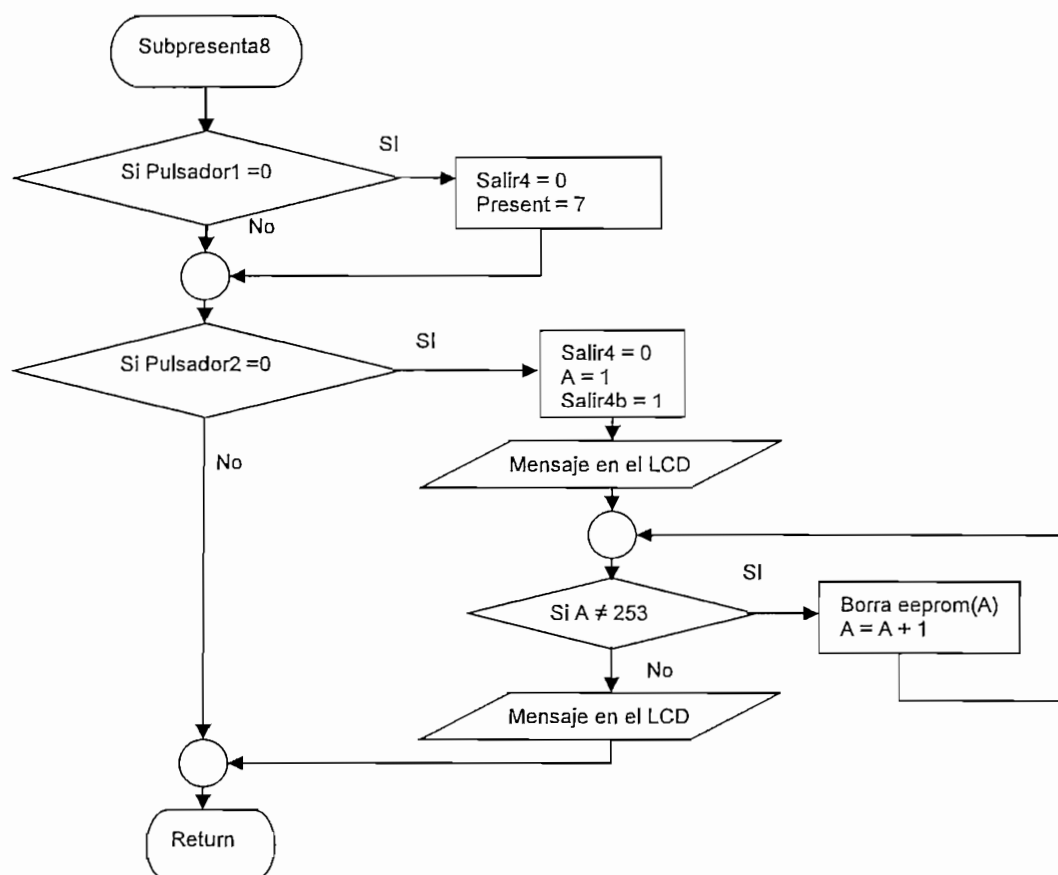 Subpresenta8
Si Pulsador1 =0
SI
Salir4 = 0
Present = 7
No
Si Pulsador2 =0
SI
Salir4 = 0
A = 1
Salir4b = 1
No
Mensaje en el LCD
SI
Si A ≠ 253
Borra eeprom(A)
A = A + 1
No
Mensaje en el LCD
Return